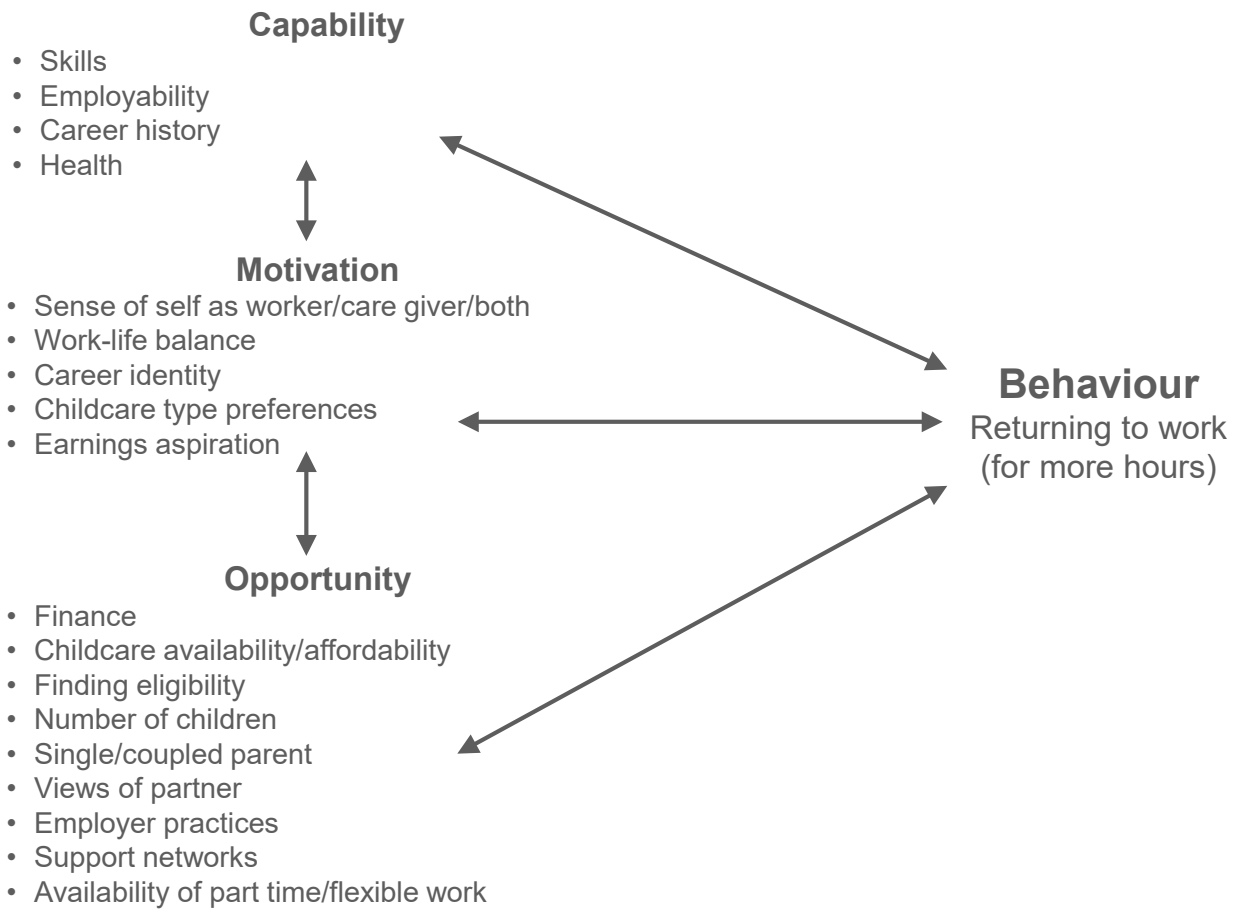 Capability
• Skills
• Employability
• Career history
• Health
Motivation
• Sense of self as worker/care giver/both
• Work-life balance
• Career identity
• Childcare type preferences
• Earnings aspiration
Behaviour
Returning to work
(for more hours)
Opportunity
• Finance
• Childcare availability/affordability
• Finding eligibility
• Number of children
• Single/coupled parent
• Views of partner
• Employer practices
• Support networks
• Availability of part time/flexible work